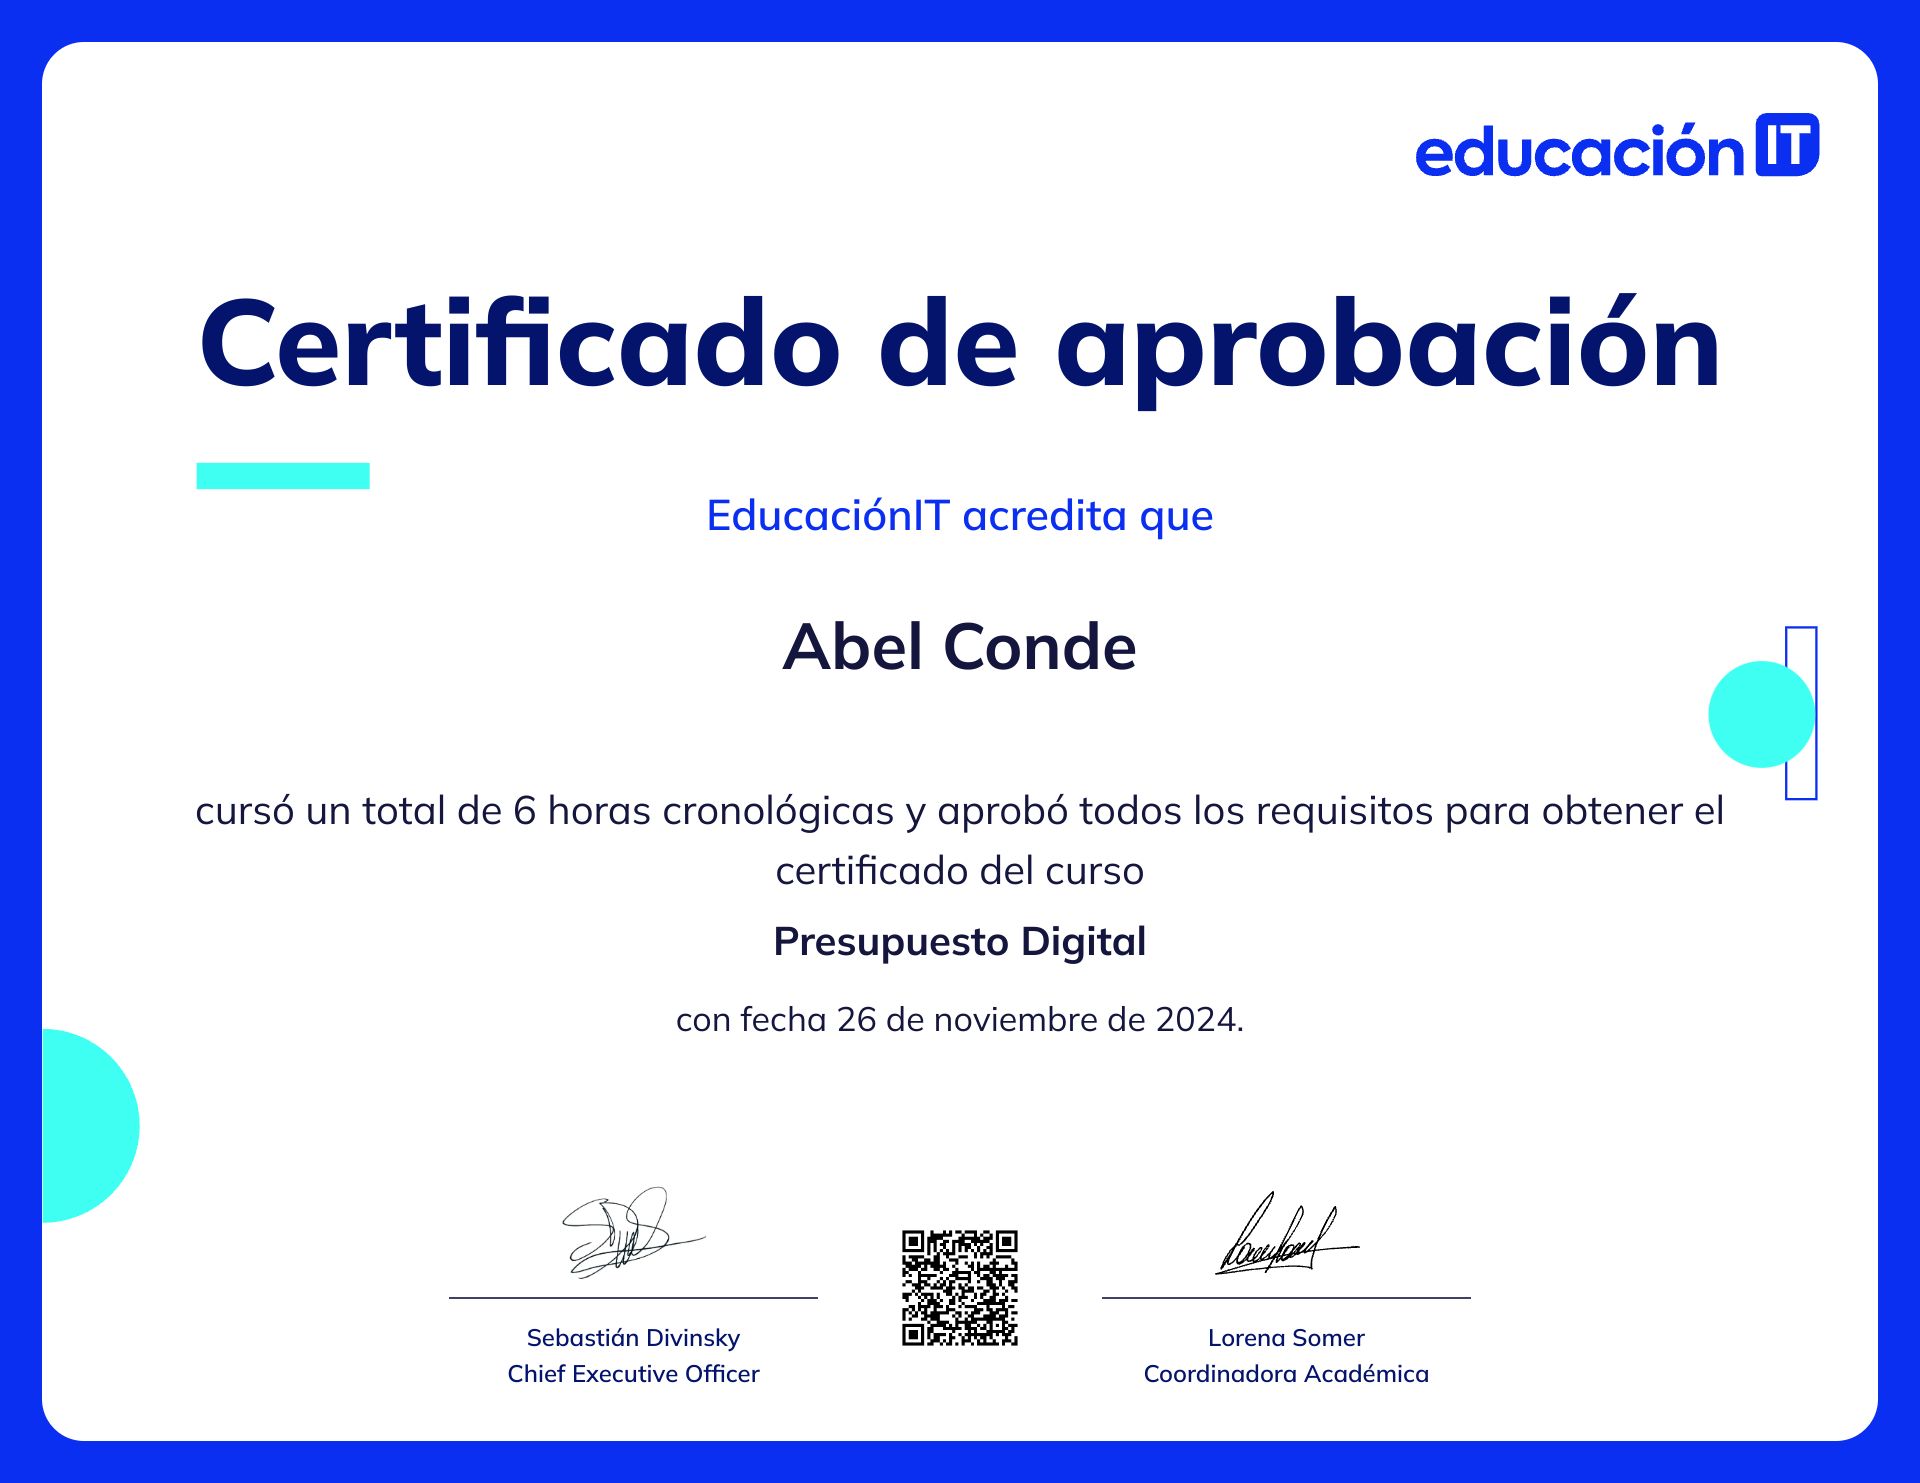 educación IT
Certificado de aprobación
EducaciónIT acredita que
Abel Conde
cursó un total de 6 horas cronológicas y aprobó todos los requisitos para obtener el
certificado del curso
Presupuesto Digital
con fecha 26 de noviembre de 2024.
Sebastián Divinsky
Chief Executive Officer
Lorena Somer
Coordinadora Académica